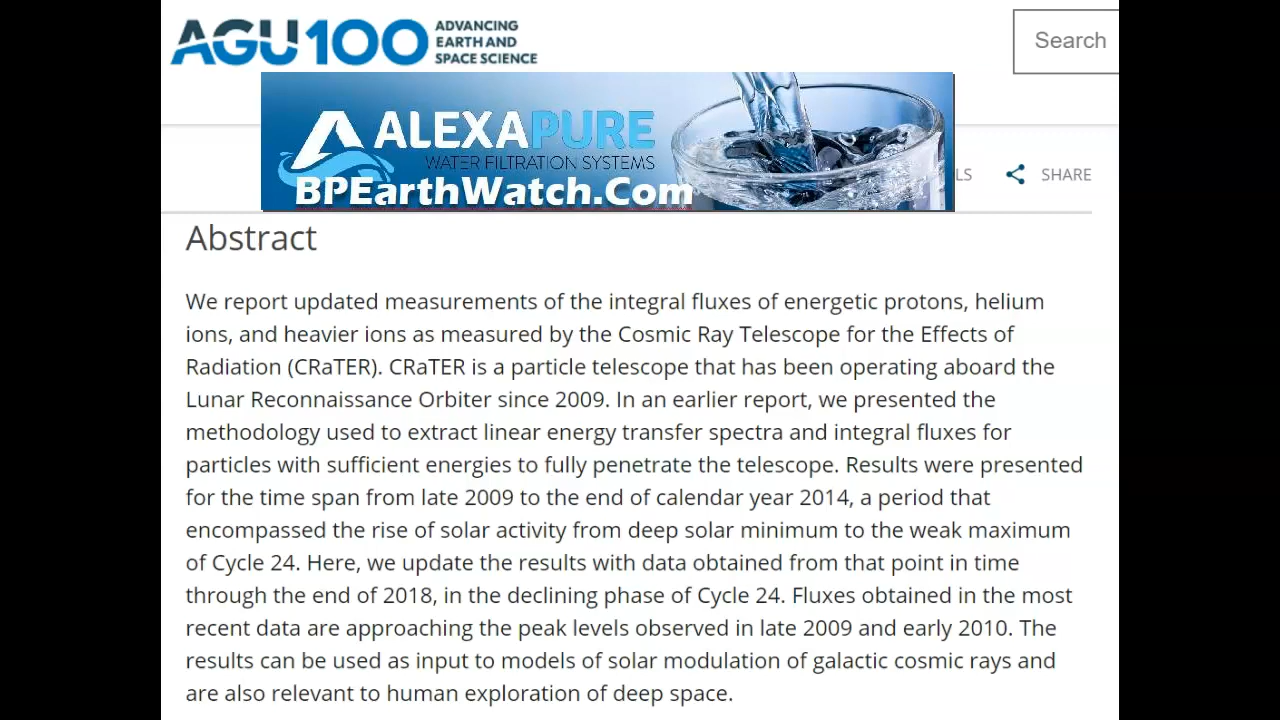 AGU100 ADVANCING
EARTH AND
SPACE SCIENCE
Search
ALEXAPURE
WATER FILTRATION SYSTEMS
BPEarthWatch.Com
LS
SHARE
Abstract
We report updated measurements of the integral fluxes of energetic protons, helium
ions, and heavier ions as measured by the Cosmic Ray Telescope for the Effects of
Radiation (CRaTER). CRaTER is a particle telescope that has been operating aboard the
Lunar Reconnaissance Orbiter since 2009. In an earlier report, we presented the
methodology used to extract linear energy transfer spectra and integral fluxes for
particles with sufficient energies to fully penetrate the telescope. Results were presented
for the time span from late 2009 to the end of calendar year 2014, a period that
encompassed the rise of solar activity from deep solar minimum to the weak maximum
of Cycle 24. Here, we update the results with data obtained from that point in time
through the end of 2018, in the declining phase of Cycle 24. Fluxes obtained in the most
recent data are approaching the peak levels observed in late 2009 and early 2010. The
results can be used as input to models of solar modulation of galactic cosmic rays and
are also relevant to human exploration of deep space.